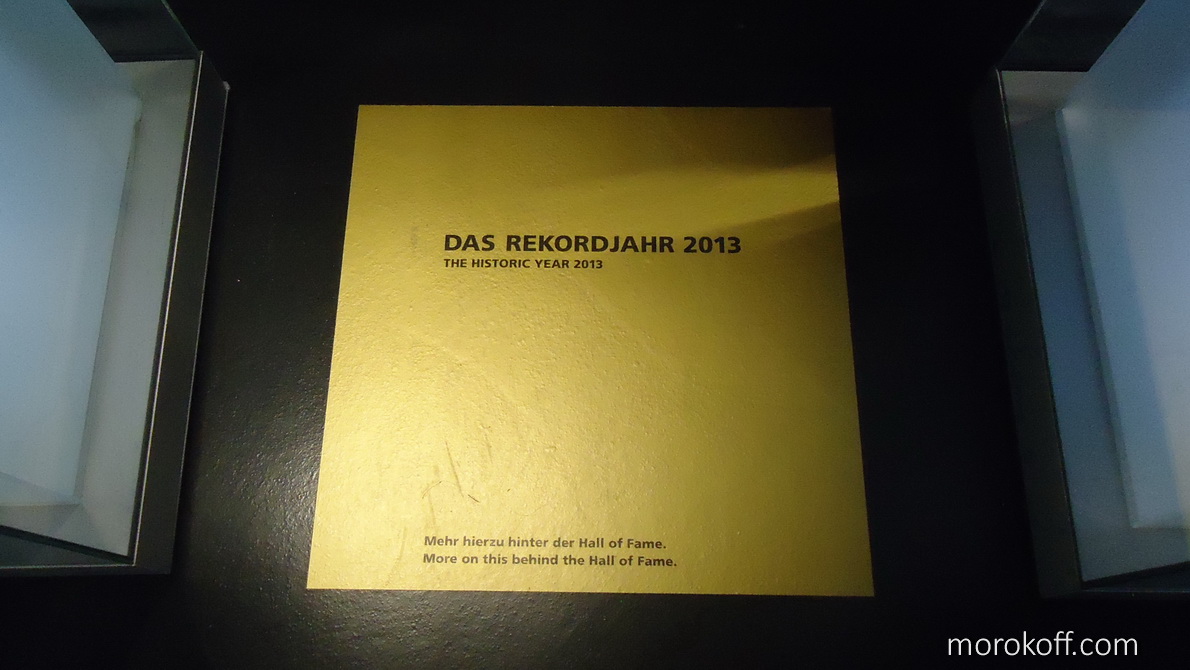 DAS REKORDJAHR 2013
THE HISTORIC YEAR 2013
Mehr hierzu hinter der Hall of Fame.
More on this behind the Hall of Fame.
morokoff.com